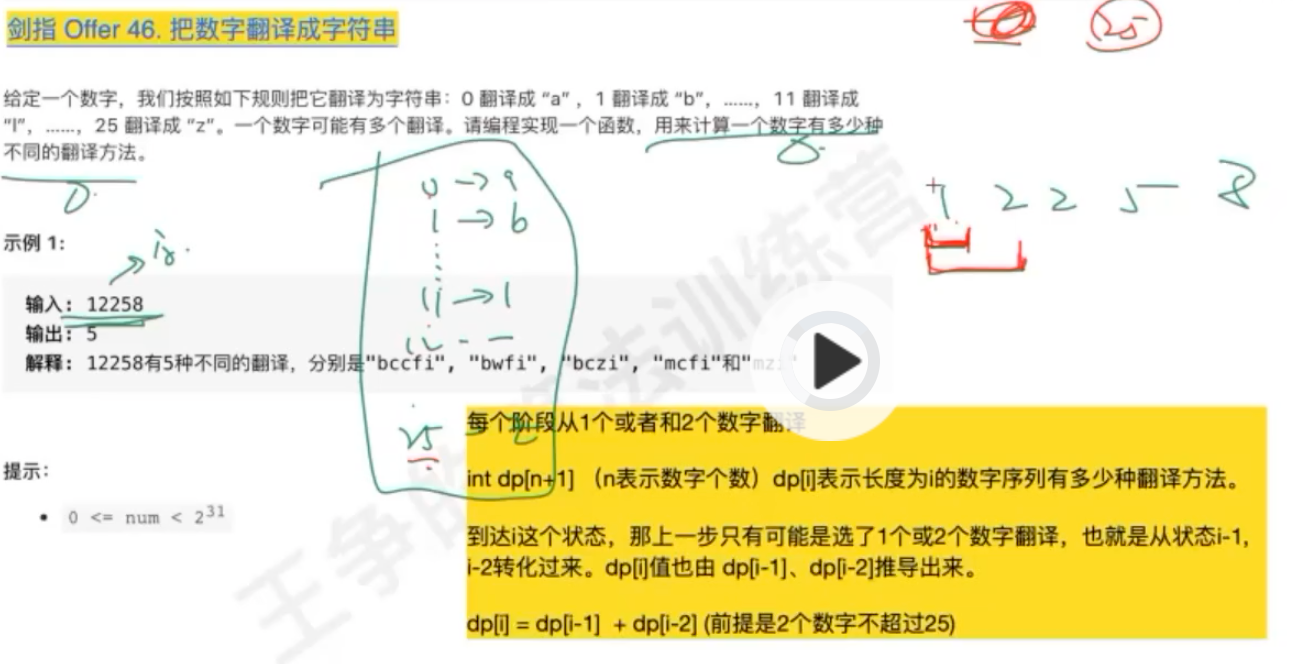 剑指 Offer 46. 把数字翻译成字符串
25
给定一个数字，我们按照如下规则把它翻译为字符串：0 翻译成 “a” ，1 翻译成 “b”，……，11 翻译成
“l”，……，25 翻译成 “z”。一个数字可能有多个翻译。请编程实现一个函数，用来计算一个数字有多少种
不同的翻译方法。
0 → a
1 → b
11 → l
12 - -
25 - z
1 2 2 5 8
示例 1：
输入: 12258
输出: 5
解释: 12258有5种不同的翻译，分别是"bccfi", "bwfi", "bczi", "mcfi"和"mzi"
提示：
• 0 <= num < 2^31
每个阶段从1个或者和2个数字翻译
int dp[n+1] （n表示数字个数）dp[i]表示长度为i的数字序列有多少种翻译方法。
到达i这个状态，那上一步只有可能是选了1个或2个数字翻译，也就是从状态i-1,
i-2转化过来。dp[i]值也由 dp[i-1]、dp[i-2]推导出来。
dp[i] = dp[i-1] + dp[i-2] (前提是2个数字不超过25)
王争的算法训练营